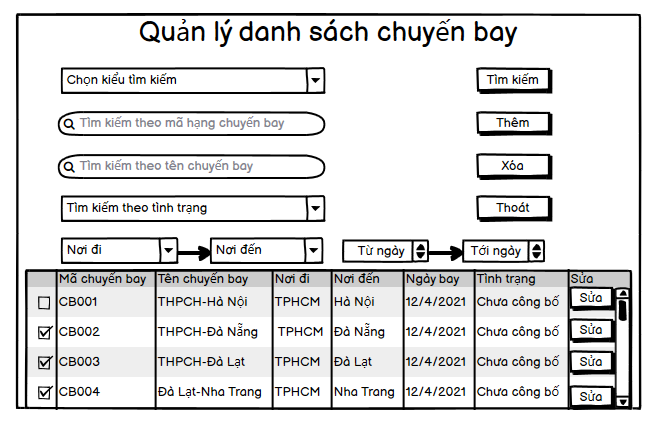 Quản lý danh sách chuyến bay
Chọn kiểu tìm kiếm
Tìm kiếm
Tìm kiếm theo mã hạng chuyến bay
Thêm
Tìm kiếm theo tên chuyến bay
Xóa
Tìm kiếm theo tình trạng
Thoát
Nơi đi Nơi đến Từ ngày Tới ngày
Mã chuyến bay Tên chuyến bay Nơi đi Nơi đến Ngày bay Tình trạng Sửa
CB001 THPCH-Hà Nội TPHCM Hà Nội 12/4/2021 Chưa công bố Sửa
CB002 THPCH-Đà Nẵng TPHCM Đà Nẵng 12/4/2021 Chưa công bố Sửa
CB003 THPCH-Đà Lạt TPHCM Đà Lạt 12/4/2021 Chưa công bố Sửa
CB004 Đà Lạt-Nha Trang TPHCM Nha Trang 12/4/2021 Chưa công bố Sửa